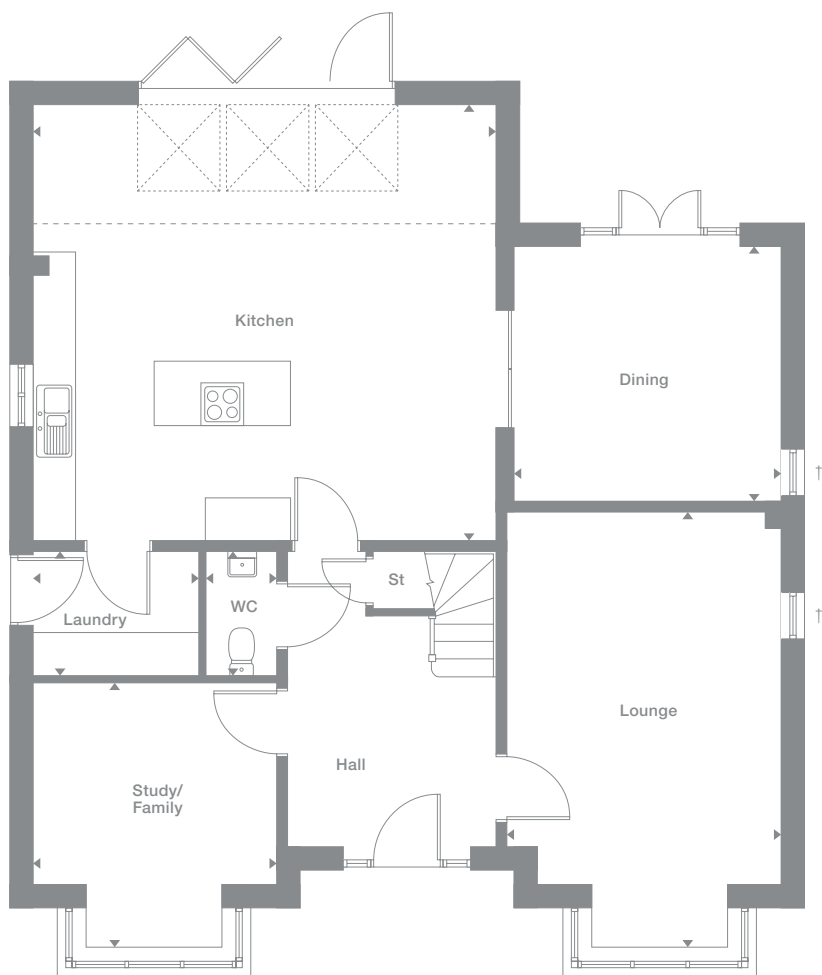 Kitchen
Dining
†
St
WC
Laundry
†
Lounge
Hall
Study/
Family